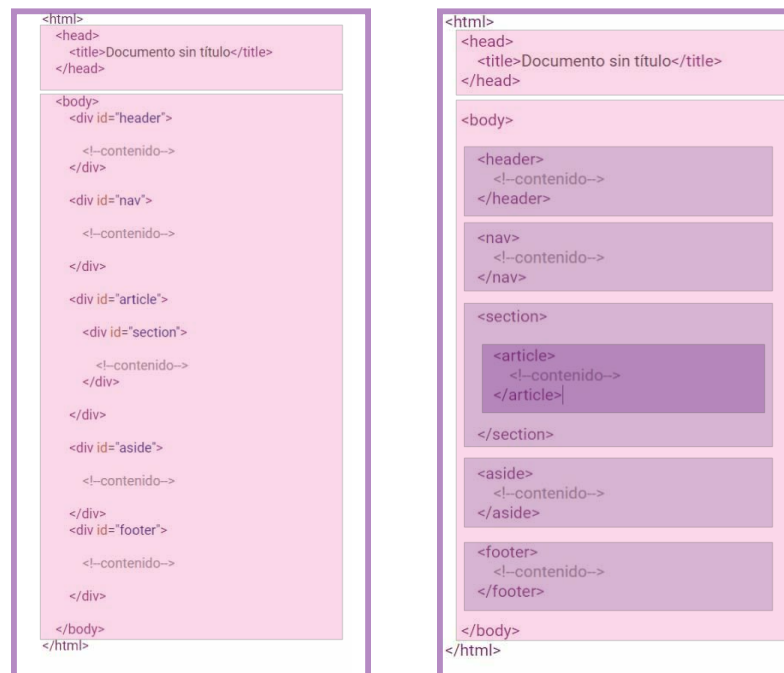 <html>
<head>
<title>Documento sin título</title>
</head>
<body>
<div id="header">
<!--contenido-->
</div>
<div id="nav">
<!--contenido-->
</div>
<div id="article">
<div id="section">
<!--contenido-->
</div>
</div>
<div id="aside">
<!--contenido-->
</div>
<div id="footer">
<!--contenido-->
</div>
</body>
</html>
<html>
<head>
<title>Documento sin título</title>
</head>
<body>
<header>
<!--contenido-->
</header>
<nav>
<!--contenido-->
</nav>
<section>
<article>
<!--contenido-->
</article>
</section>
<aside>
<!--contenido-->
</aside>
<footer>
<!--contenido-->
</footer>
</body>
</html>